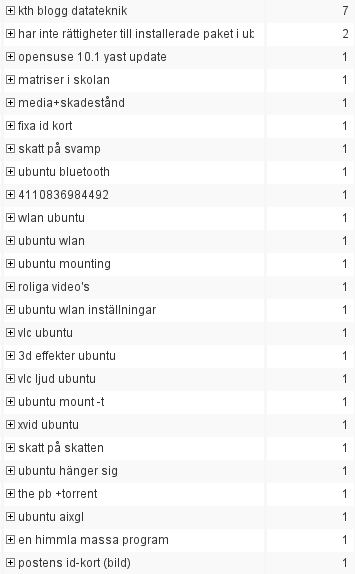 kth blogg datateknik 7
har inte rättigheter till installerade paket i ub 2
opensuse 10.1 yast update 1
matriser i skolan 1
media+skadestånd 1
fixa id kort 1
skatt på svamp 1
ubuntu bluetooth 1
4110836984492 1
wlan ubuntu 1
ubuntu wlan 1
ubuntu mounting 1
roliga video's 1
ubuntu wlan inställningar 1
vlc ubuntu 1
3d effekter ubuntu 1
vlc ljud ubuntu 1
ubuntu mount -t 1
xvid ubuntu 1
skatt på skatten 1
ubuntu hänger sig 1
the pb +torrent 1
ubuntu aixgl 1
en himmla massa program 1
postens id-kort (bild) 1